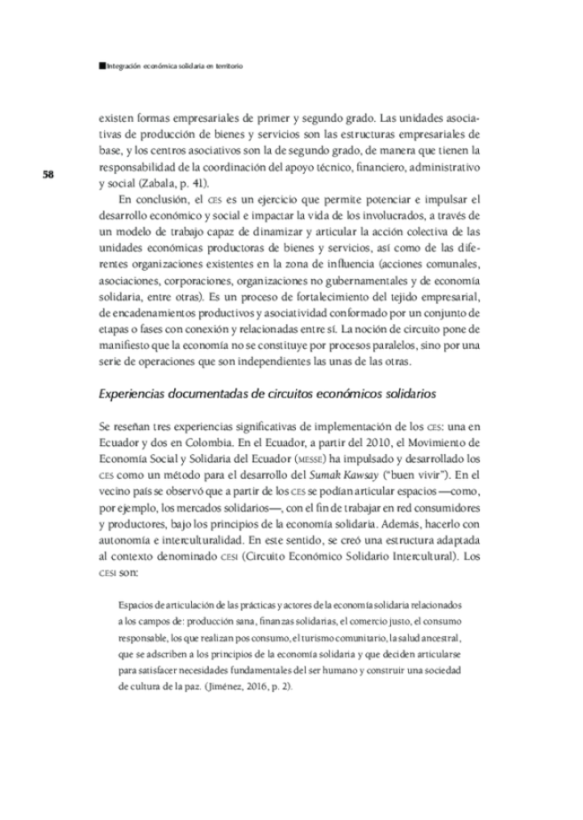 ■Integración económica solidaria en territorio
existen formas empresariales de primer y segundo grado. Las unidades asocia-
tivas de producción de bienes y servicios son las estructuras empresariales de
base, y los centros asociativos son la de segundo grado, de manera que tienen la
responsabilidad de la coordinación del apoyo técnico, financiero, administrativo
58
y social (Zabala, p. 41).
En conclusión, el CES es un ejercicio que permite potenciar e impulsar el
desarrollo económico y social e impactar la vida de los involucrados, a través de
un modelo de trabajo capaz de dinamizar y articular la acción colectiva de las
unidades económicas productoras de bienes y servicios, así como de las dife-
rentes organizaciones existentes en la zona de influencia (acciones comunales,
asociaciones, corporaciones, organizaciones no gubernamentales y de economía
solidaria, entre otras). Es un proceso de fortalecimiento del tejido empresarial,
de encadenamientos productivos y asociatividad conformado por un conjunto de
etapas o fases con conexión y relacionadas entre sí. La noción de circuito pone de
manifiesto que la economía no se constituye por procesos paralelos, sino por una
serie de operaciones que son independientes las unas de las otras.
Experiencias documentadas de circuitos económicos solidarios
Se reseñan tres experiencias significativas de implementación de los CES: una en
Ecuador y dos en Colombia. En el Ecuador, a partir del 2010, el Movimiento de
Economía Social y Solidaria del Ecuador (MESSE) ha impulsado y desarrollado los
CES como un método para el desarrollo del Sumak Kawsay (“buen vivir”). En el
vecino país se observó que a partir de los CES se podían articular espacios —como,
por ejemplo, los mercados solidarios—, con el fin de trabajar en red consumidores
y productores, bajo los principios de la economía solidaria. Además, hacerlo con
autonomía e interculturalidad. En este sentido, se creó una estructura adaptada
al contexto denominado CESI (Circuito Económico Solidario Intercultural). Los
CESI son:
Espacios de articulación de las prácticas y actores de la economía solidaria relacionados
a los campos de: producción sana, finanzas solidarias, el comercio justo, el consumo
responsable, los que realizan pos consumo, el turismo comunitario, la salud ancestral,
que se adscriben a los principios de la economía solidaria y que deciden articularse
para satisfacer necesidades fundamentales del ser humano y construir una sociedad
de cultura de la paz. (Jiménez, 2016, p. 2).